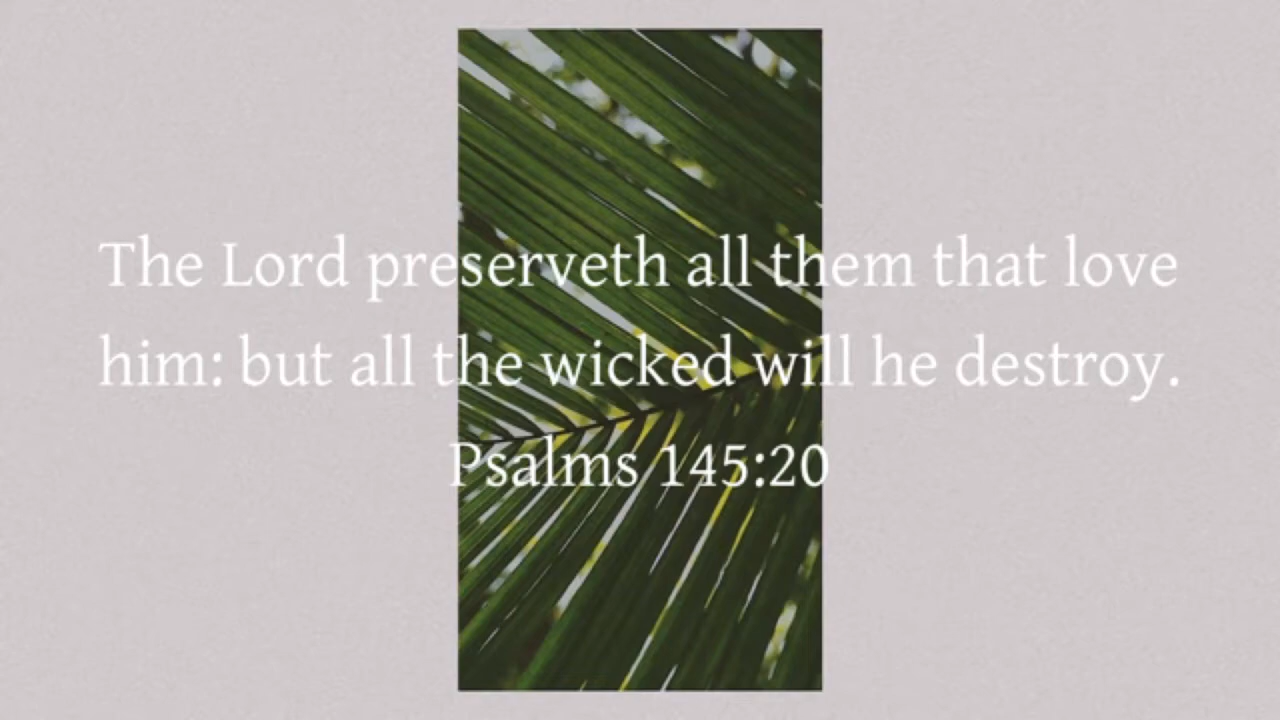 The Lord preserveth all them that love
him: but all the wicked will he destroy.
Psalms 145:20